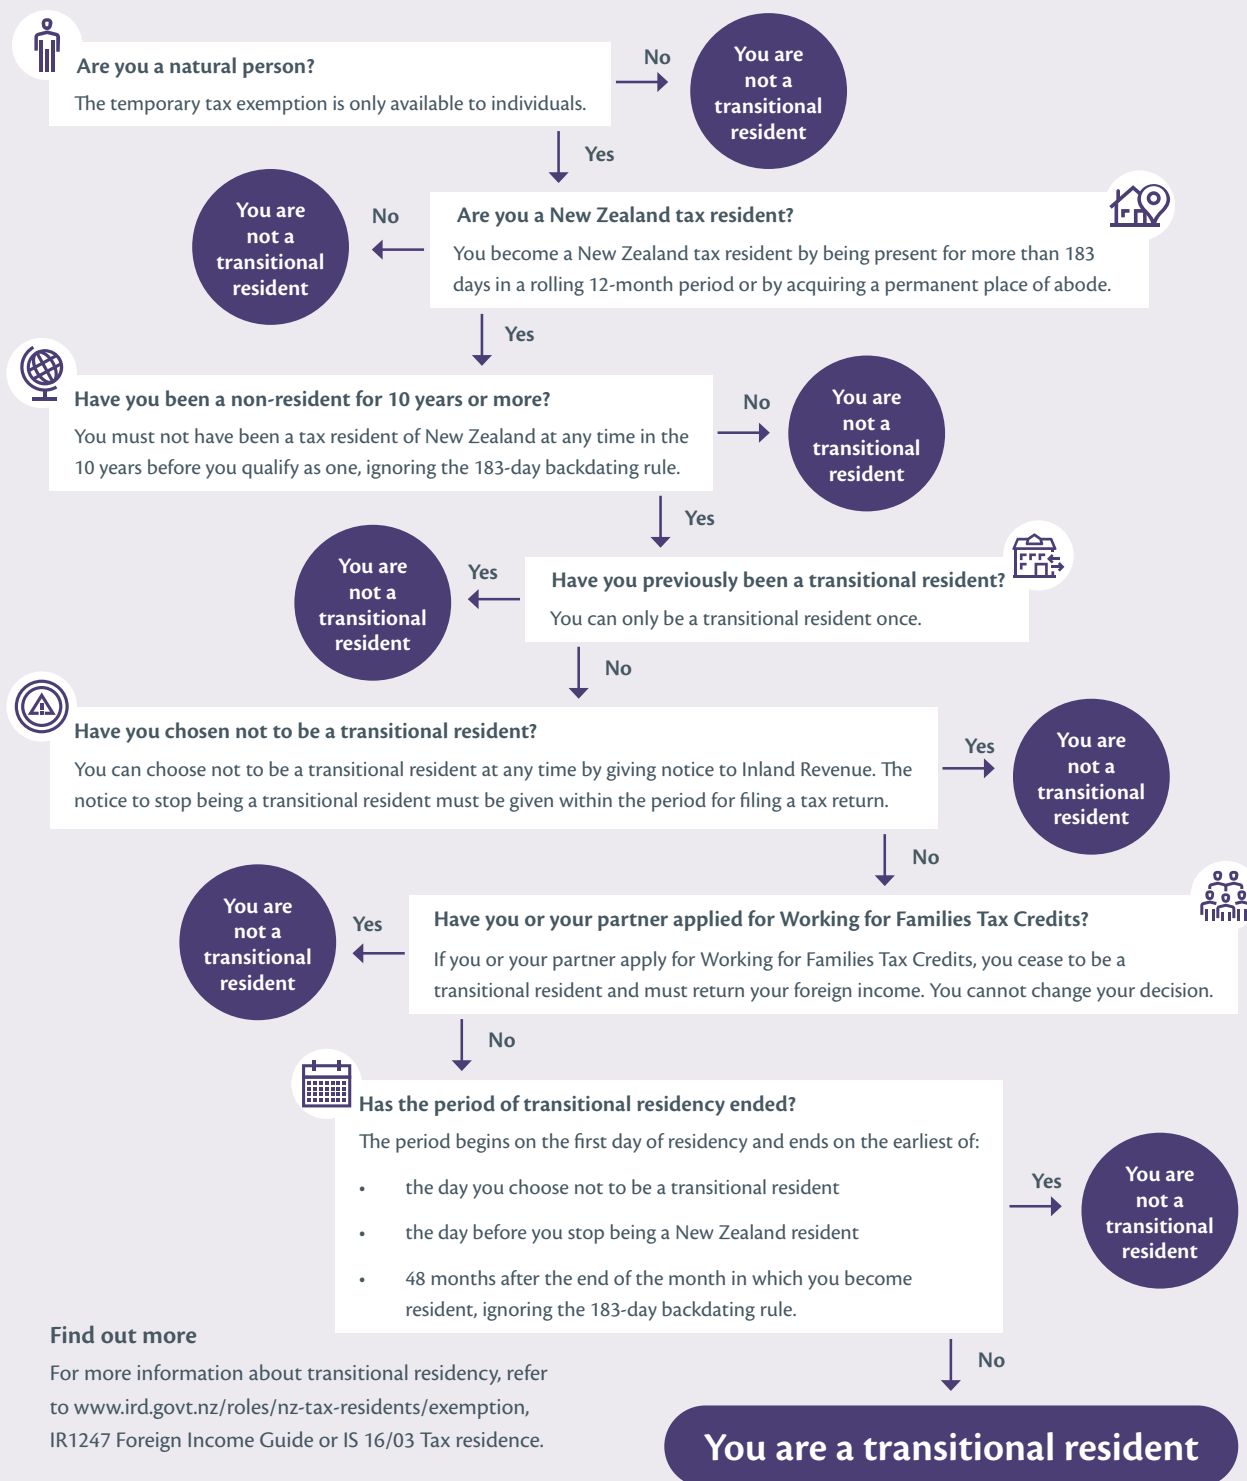 Are you a natural person?
The temporary tax exemption is only available to individuals.
No
You are
not a
transitional
resident
Yes
You are
not a
transitional
resident
No
Are you a New Zealand tax resident?
You become a New Zealand tax resident by being present for more than 183
days in a rolling 12-month period or by acquiring a permanent place of abode.
Yes
Have you been a non-resident for 10 years or more?
You must not have been a tax resident of New Zealand at any time in the
10 years before you qualify as one, ignoring the 183-day backdating rule.
No
You are
not a
transitional
resident
Yes
You are
not a
transitional
resident
Yes
Have you previously been a transitional resident?
You can only be a transitional resident once.
No
Have you chosen not to be a transitional resident?
You can choose not to be a transitional resident at any time by giving notice to Inland Revenue. The
notice to stop being a transitional resident must be given within the period for filing a tax return.
Yes
You are
not a
transitional
resident
No
You are
not a
transitional
resident
Yes
Have you or your partner applied for Working for Families Tax Credits?
If you or your partner apply for Working for Families Tax Credits, you cease to be a
transitional resident and must return your foreign income. You cannot change your decision.
No
Has the period of transitional residency ended?
The period begins on the first day of residency and ends on the earliest of:
• the day you choose not to be a transitional resident
• the day before you stop being a New Zealand resident
• 48 months after the end of the month in which you become
resident, ignoring the 183-day backdating rule.
Yes
You are
not a
transitional
resident
No
Find out more
For more information about transitional residency, refer
to www.ird.govt.nz/roles/nz-tax-residents/exemption,
IR1247 Foreign Income Guide or IS 16/03 Tax residence.
You are a transitional resident